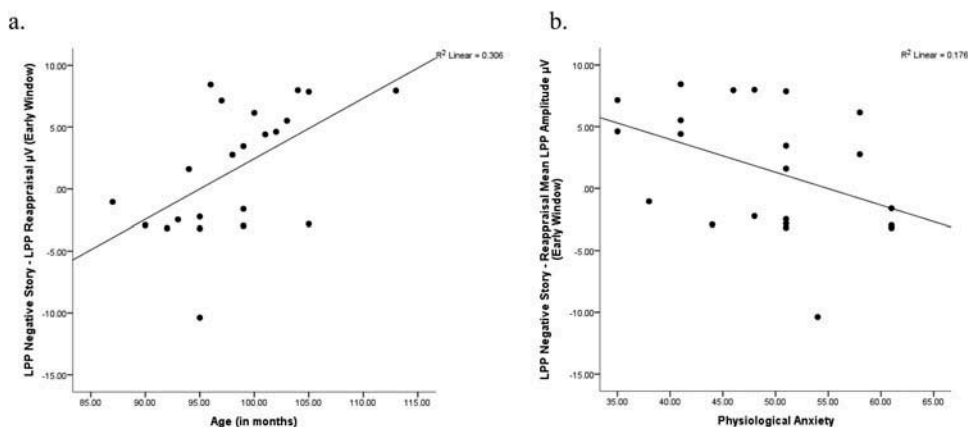 a.
R² Linear = 0.306
LPP Negative Story - LPP Reappraisal µV (Early Window)
10.00
5.00
.00
-5.00
-10.00
-15.00
85.00 90.00 95.00 100.00 105.00 110.00 115.00
Age (in months)
b.
R² Linear = 0.176
LPP Negative Story - Reappraisal Mean LPP Amplitude µV
(Early Window)
10.00
5.00
.00
-5.00
-10.00
-15.00
35.00 40.00 45.00 50.00 55.00 60.00 65.00
Physiological Anxiety